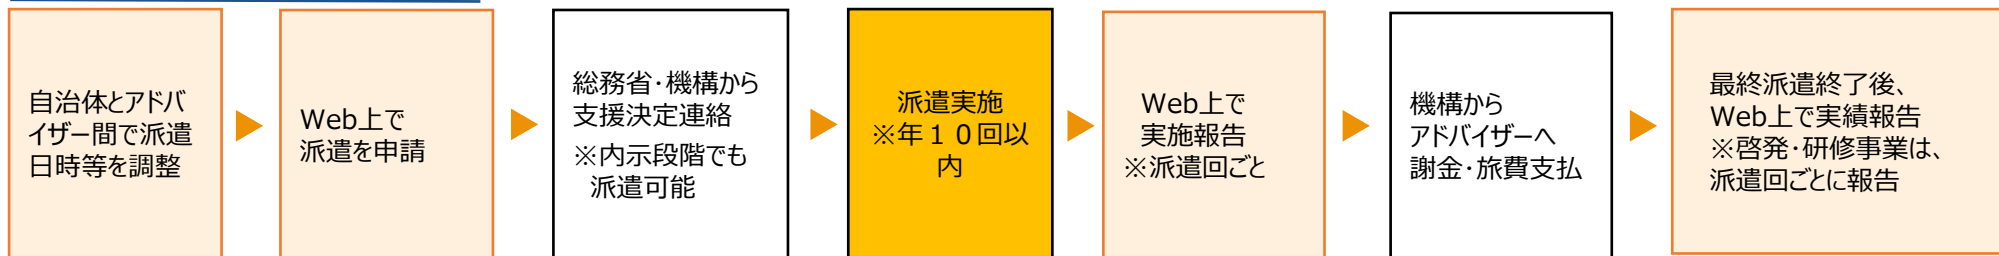 自治体とアドバ
イザー間で派遣
日時等を調整
Web上で
派遣を申請
総務省・機構から
支援決定連絡
※内示段階でも
派遣可能
派遣実施
※年１０回以
内
Web上で
実施報告
※派遣回ごと
機構から
アドバイザーへ
謝金・旅費支払
最終派遣終了後、
Web上で実績報告
※啓発・研修事業は、
派遣回ごとに報告